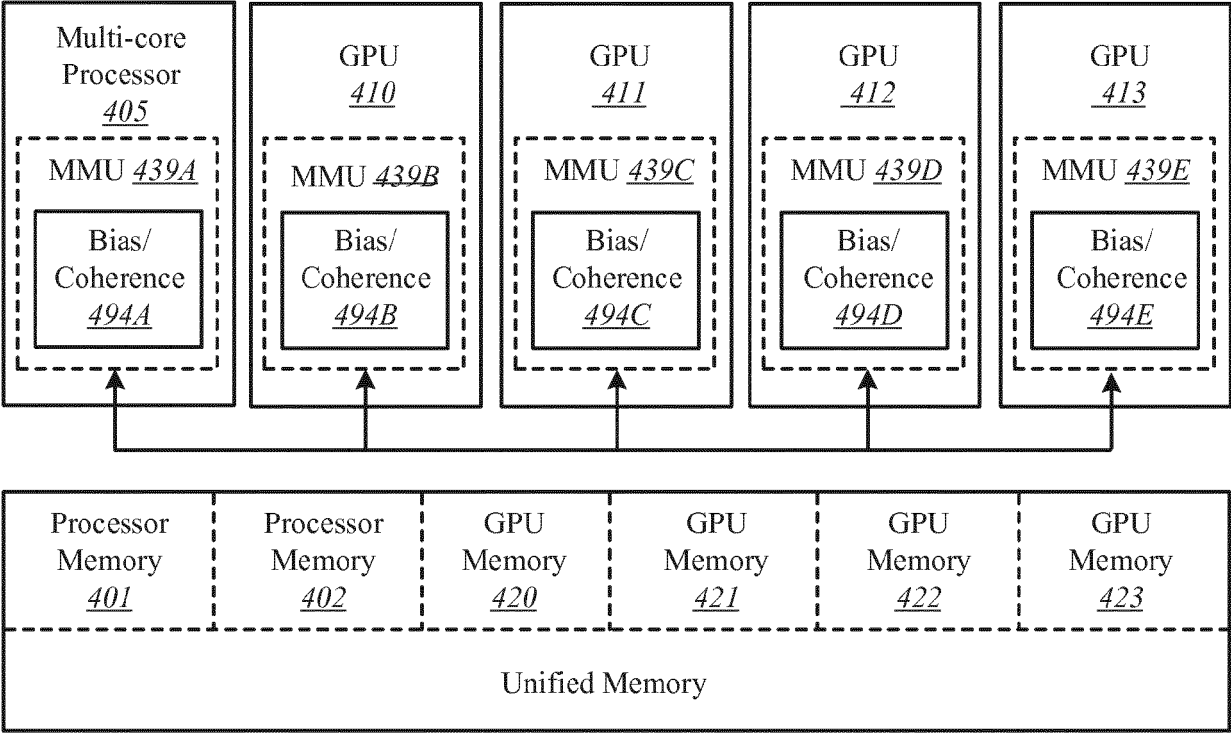 Multi-core
Processor
405
MMU 439A
Bias/
Coherence
494A
GPU
410
MMU 439B
Bias/
Coherence
494B
GPU
411
MMU 439C
Bias/
Coherence
494C
GPU
412
MMU 439D
Bias/
Coherence
494D
GPU
413
MMU 439E
Bias/
Coherence
494E
Processor
Memory
401
Processor
Memory
402
GPU
Memory
420
GPU
Memory
421
GPU
Memory
422
GPU
Memory
423
Unified Memory